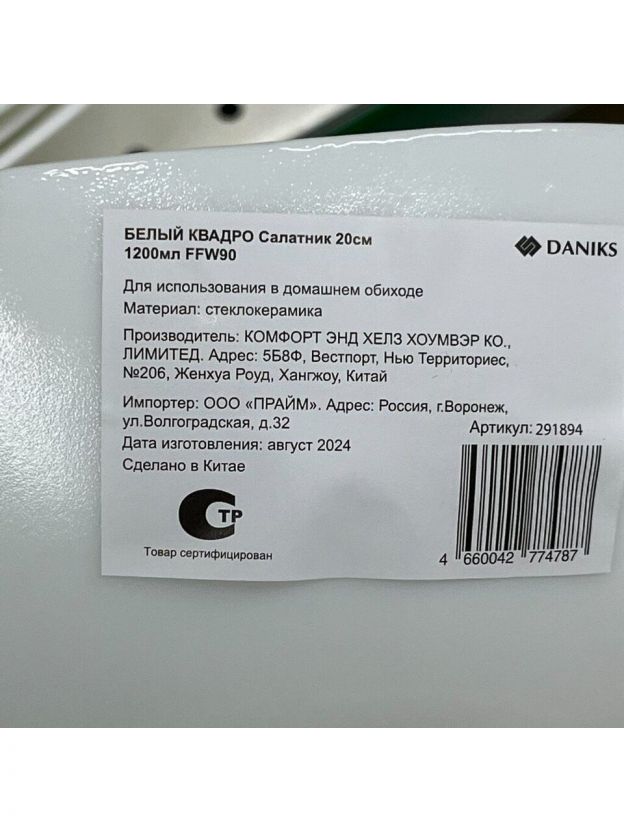 БЕЛЫЙ КВАДРО Салатник 20см
1200мл FFW90
DANIKS
Для использования в домашнем обиходе
Материал: стеклокерамика
Производитель: КОМФОРТ ЭНД ХЕЛЗ ХОУМВЭР КО.,
ЛИМИТЕД. Адрес: 5Б8Ф, Вестпорт, Нью Территориес,
№206, Женхуа Роуд, Хангжоу, Китай
Импортер: ООО «ПРАЙМ». Адрес: Россия, г.Воронеж,
ул.Волгоградская, д.32
Артикул: 291894
Дата изготовления: август 2024
Сделано в Китае
СТР
Товар сертифицирован
4 660042 774787